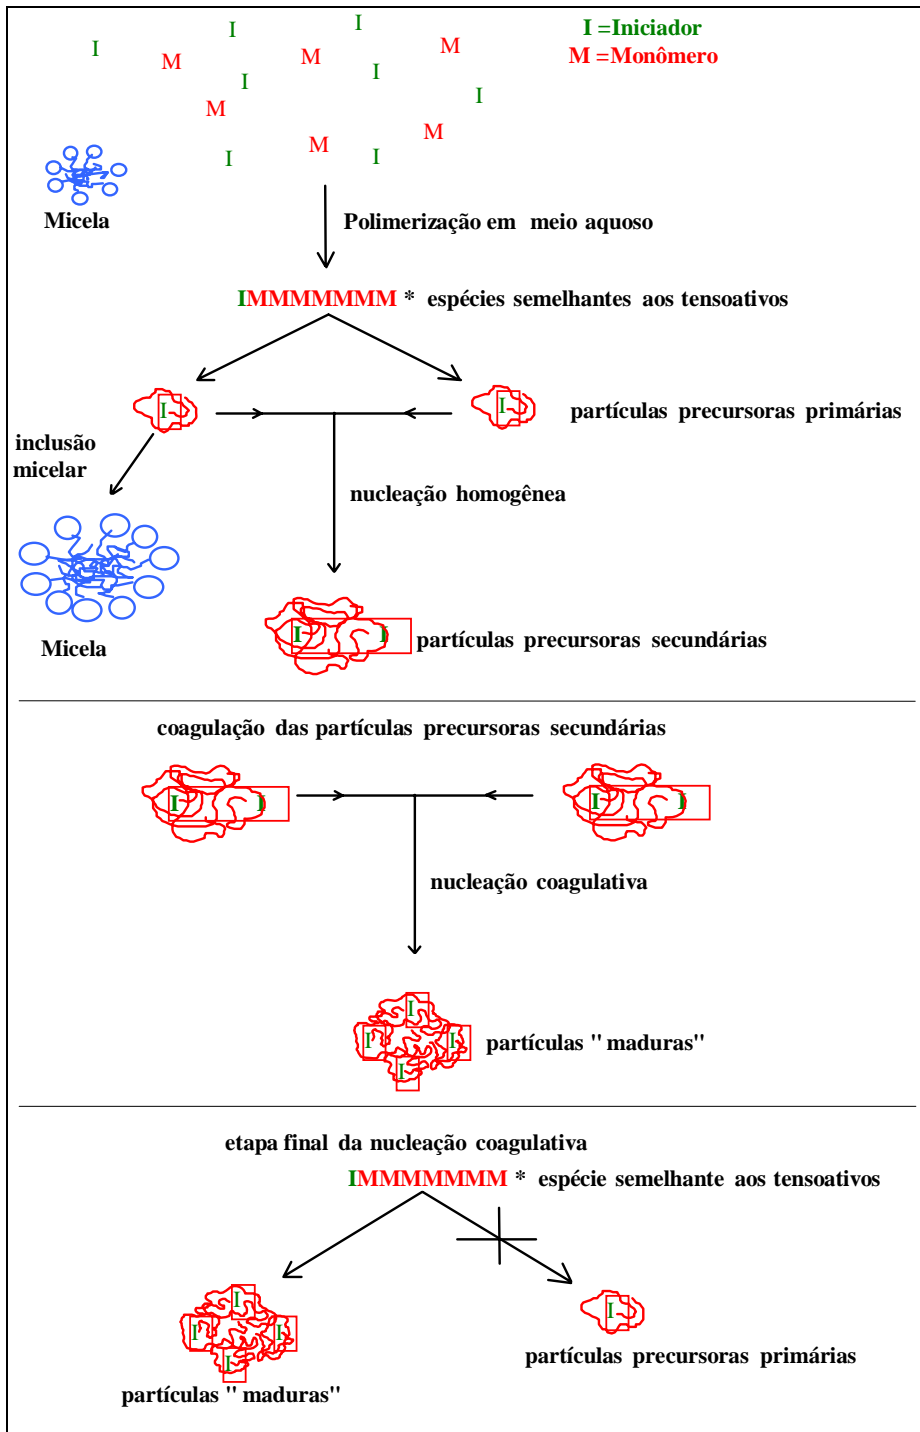 I =Iniciador
M =Monômero
I
I
I
M
M
M
I
I
M
I
M
M
I
I
Micela
Polimerização em meio aquoso
IMMMMMMM * espécies semelhantes aos tensoativos
I
I
partículas precursoras primárias
inclusão
micelar
nucleação homogênea
Micela
I I
partículas precursoras secundárias
coagulação das partículas precursoras secundárias
I I
I I
nucleação coagulativa
I
I
I
I
partículas " maduras"
etapa final da nucleação coagulativa
IMMMMMMM * espécie semelhante aos tensoativos
I
I
I
I
I
partículas precursoras primárias
partículas " maduras"